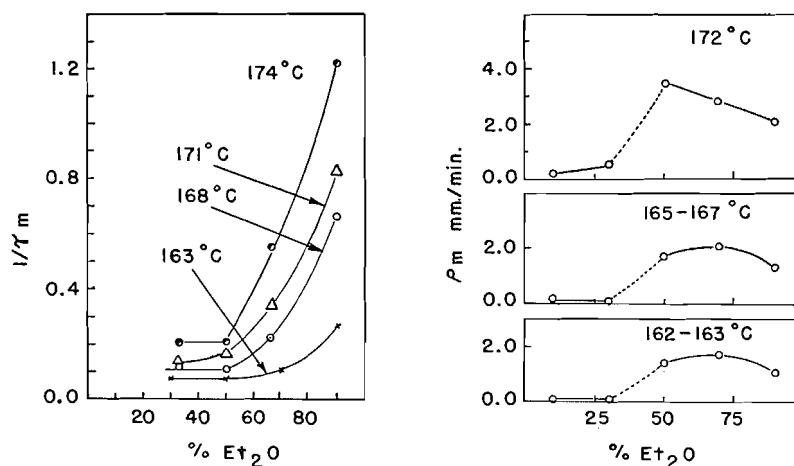 1.2
0.8
0.4
0.0
1/γm
174°C
171°C
168°C
163°C
20 40 60 80
% Et₂O
172°C
4.0
2.0
0.0
165-167°C
2.0
0.0
162-163°C
2.0
0.0
ρm mm./min.
25 50 75
% Et₂O